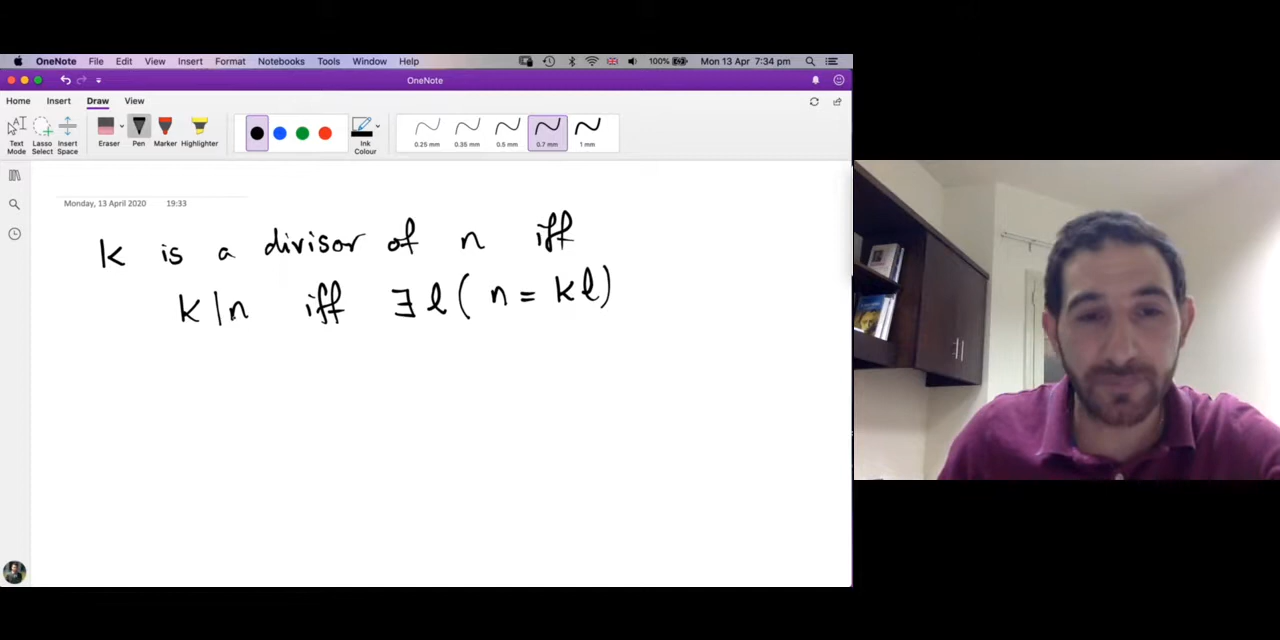 OneNote File Edit View Insert Format Notebooks Tools Window Help 100% Mon 13 Apr 7:34 pm
OneNote
Home Insert Draw View
Text Mode Lasso Select Insert Space Eraser Pen Marker Highlighter Ink Colour 0.25 mm 0.35 mm 0.5 mm 0.7 mm 1 mm
Monday, 13 April 2020 19:33
k is a divisor of n iff
k|n iff ∃l(n = kl)